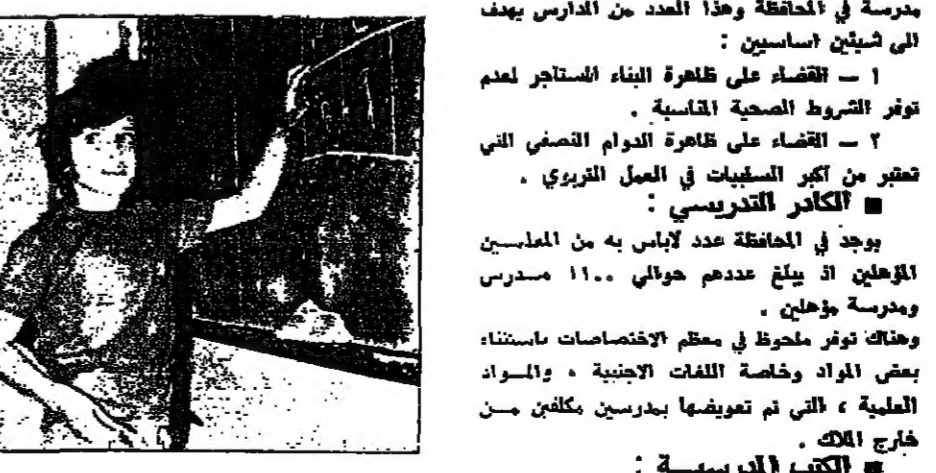 مدرسة في المحافظة وهذا العدد من المدارس يهدف
الى شيئين اساسيين :
١ — القضاء على ظاهرة البناء المستاجر لعدم
توفر الشروط الصحية المناسبة .
٢ — القضاء على ظاهرة الدوام النصفي التي
تعتبر من اكبر السلبيات في العمل التربوي .
■ الكادر التدريسي :
يوجد في المحافظة عدد لاباس به من المعلمين
المؤهلين اذ يبلغ عددهم حوالي ١١٠٠ مدرس
ومدرسة مؤهلين .
وهناك توفر ملحوظ في معظم الاختصاصات باستثناء
بعض المواد وخاصة اللغات الاجنبية ، والمواد
العلمية ، التي تم تعويضها بمدرسين مكلفين من
خارج الملاك .
■ الكتب المدرسية :